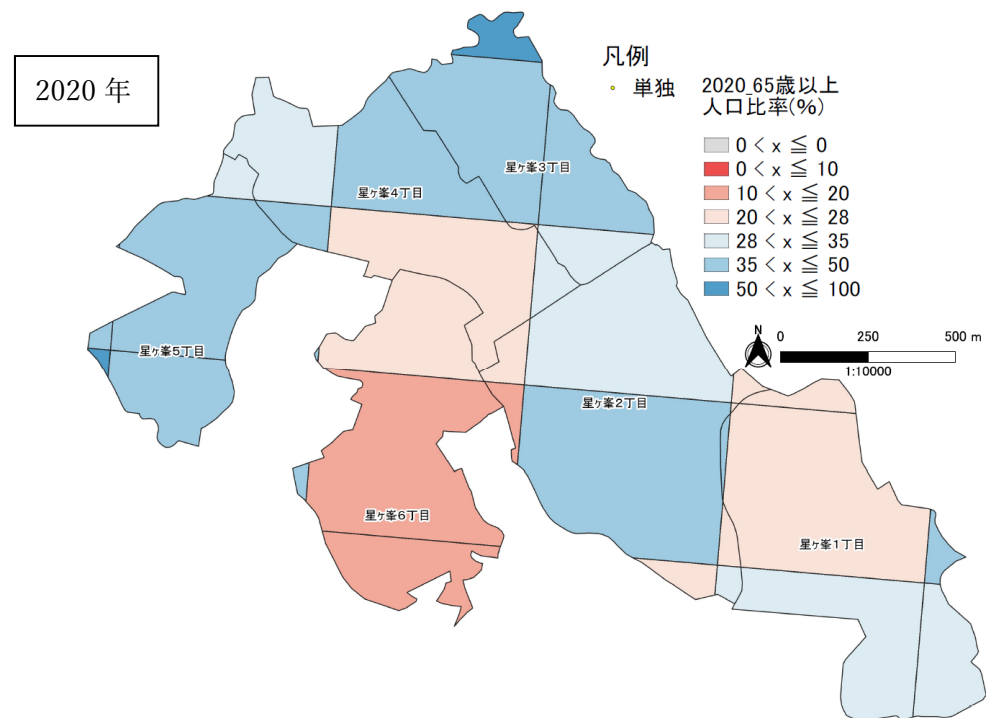 2020 年
凡例
単独
2020_65歳以上
人口比率(%)
0 < x ≦ 0
0 < x ≦ 10
10 < x ≦ 20
20 < x ≦ 28
28 < x ≦ 35
35 < x ≦ 50
50 < x ≦ 100
N
0 250 500 m
1:10000
星ヶ峯3丁目
星ヶ峯4丁目
星ヶ峯5丁目
星ヶ峯2丁目
星ヶ峯6丁目
星ヶ峯1丁目